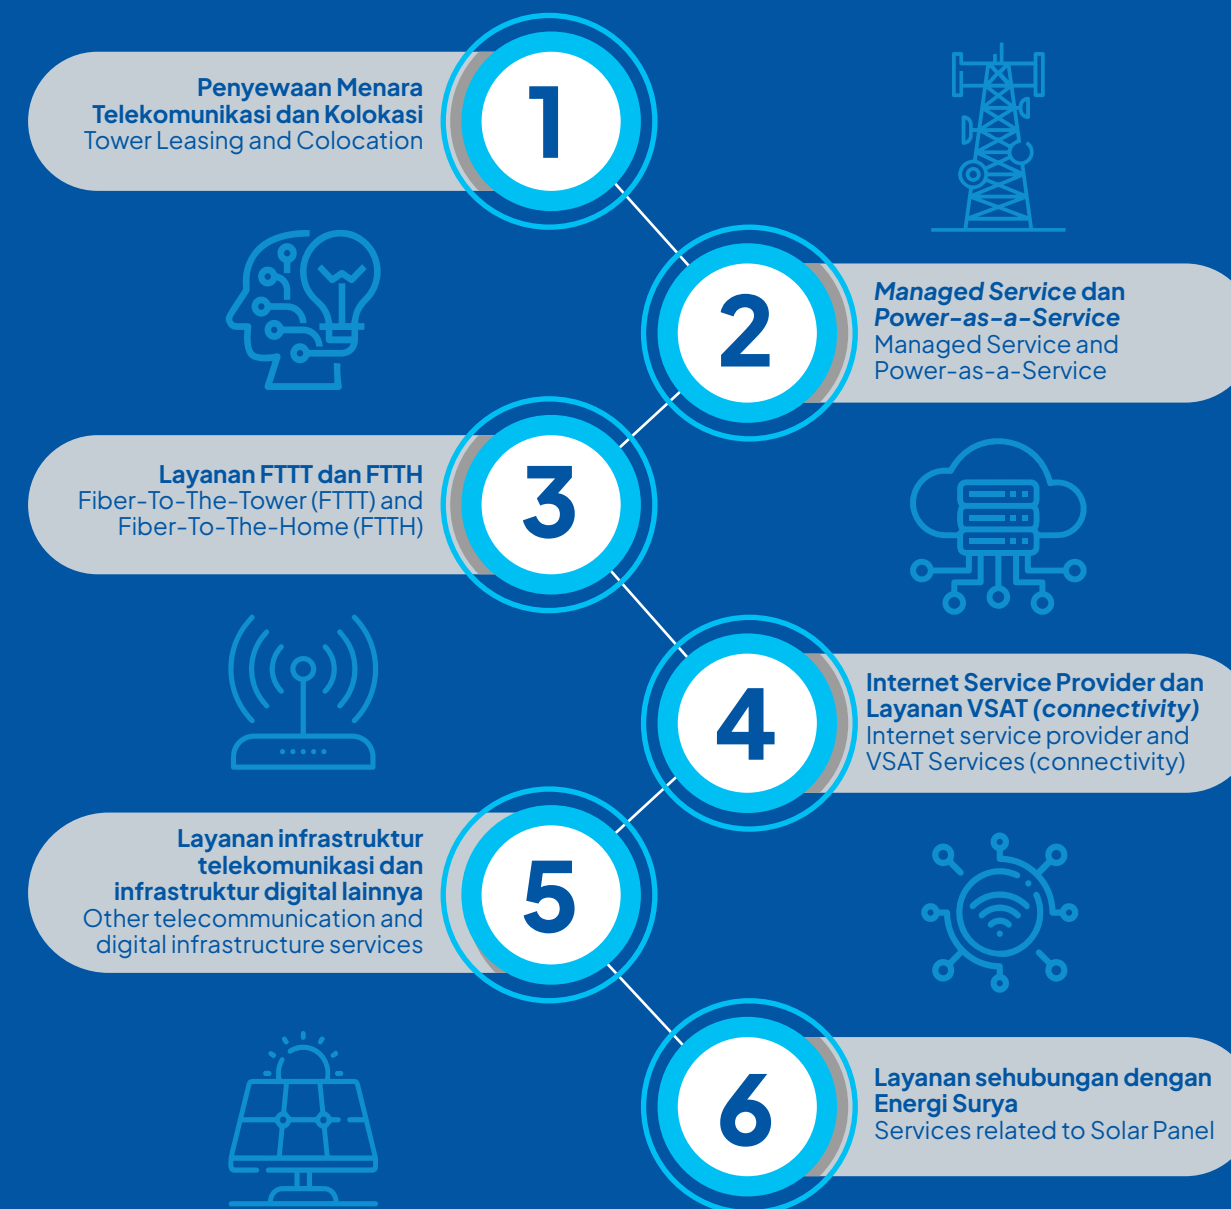 1
Penyewaan Menara
Telekomunikasi dan Kolokasi
Tower Leasing and Colocation
2
Managed Service dan
Power-as-a-Service
Managed Service and
Power-as-a-Service
3
Layanan FTTT dan FTTH
Fiber-To-The-Tower (FTTT) and
Fiber-To-The-Home (FTTH)
4
Internet Service Provider dan
Layanan VSAT (connectivity)
Internet service provider and
VSAT Services (connectivity)
5
Layanan infrastruktur
telekomunikasi dan
infrastruktur digital lainnya
Other telecommunication and
digital infrastructure services
6
Layanan sehubungan dengan
Energi Surya
Services related to Solar Panel